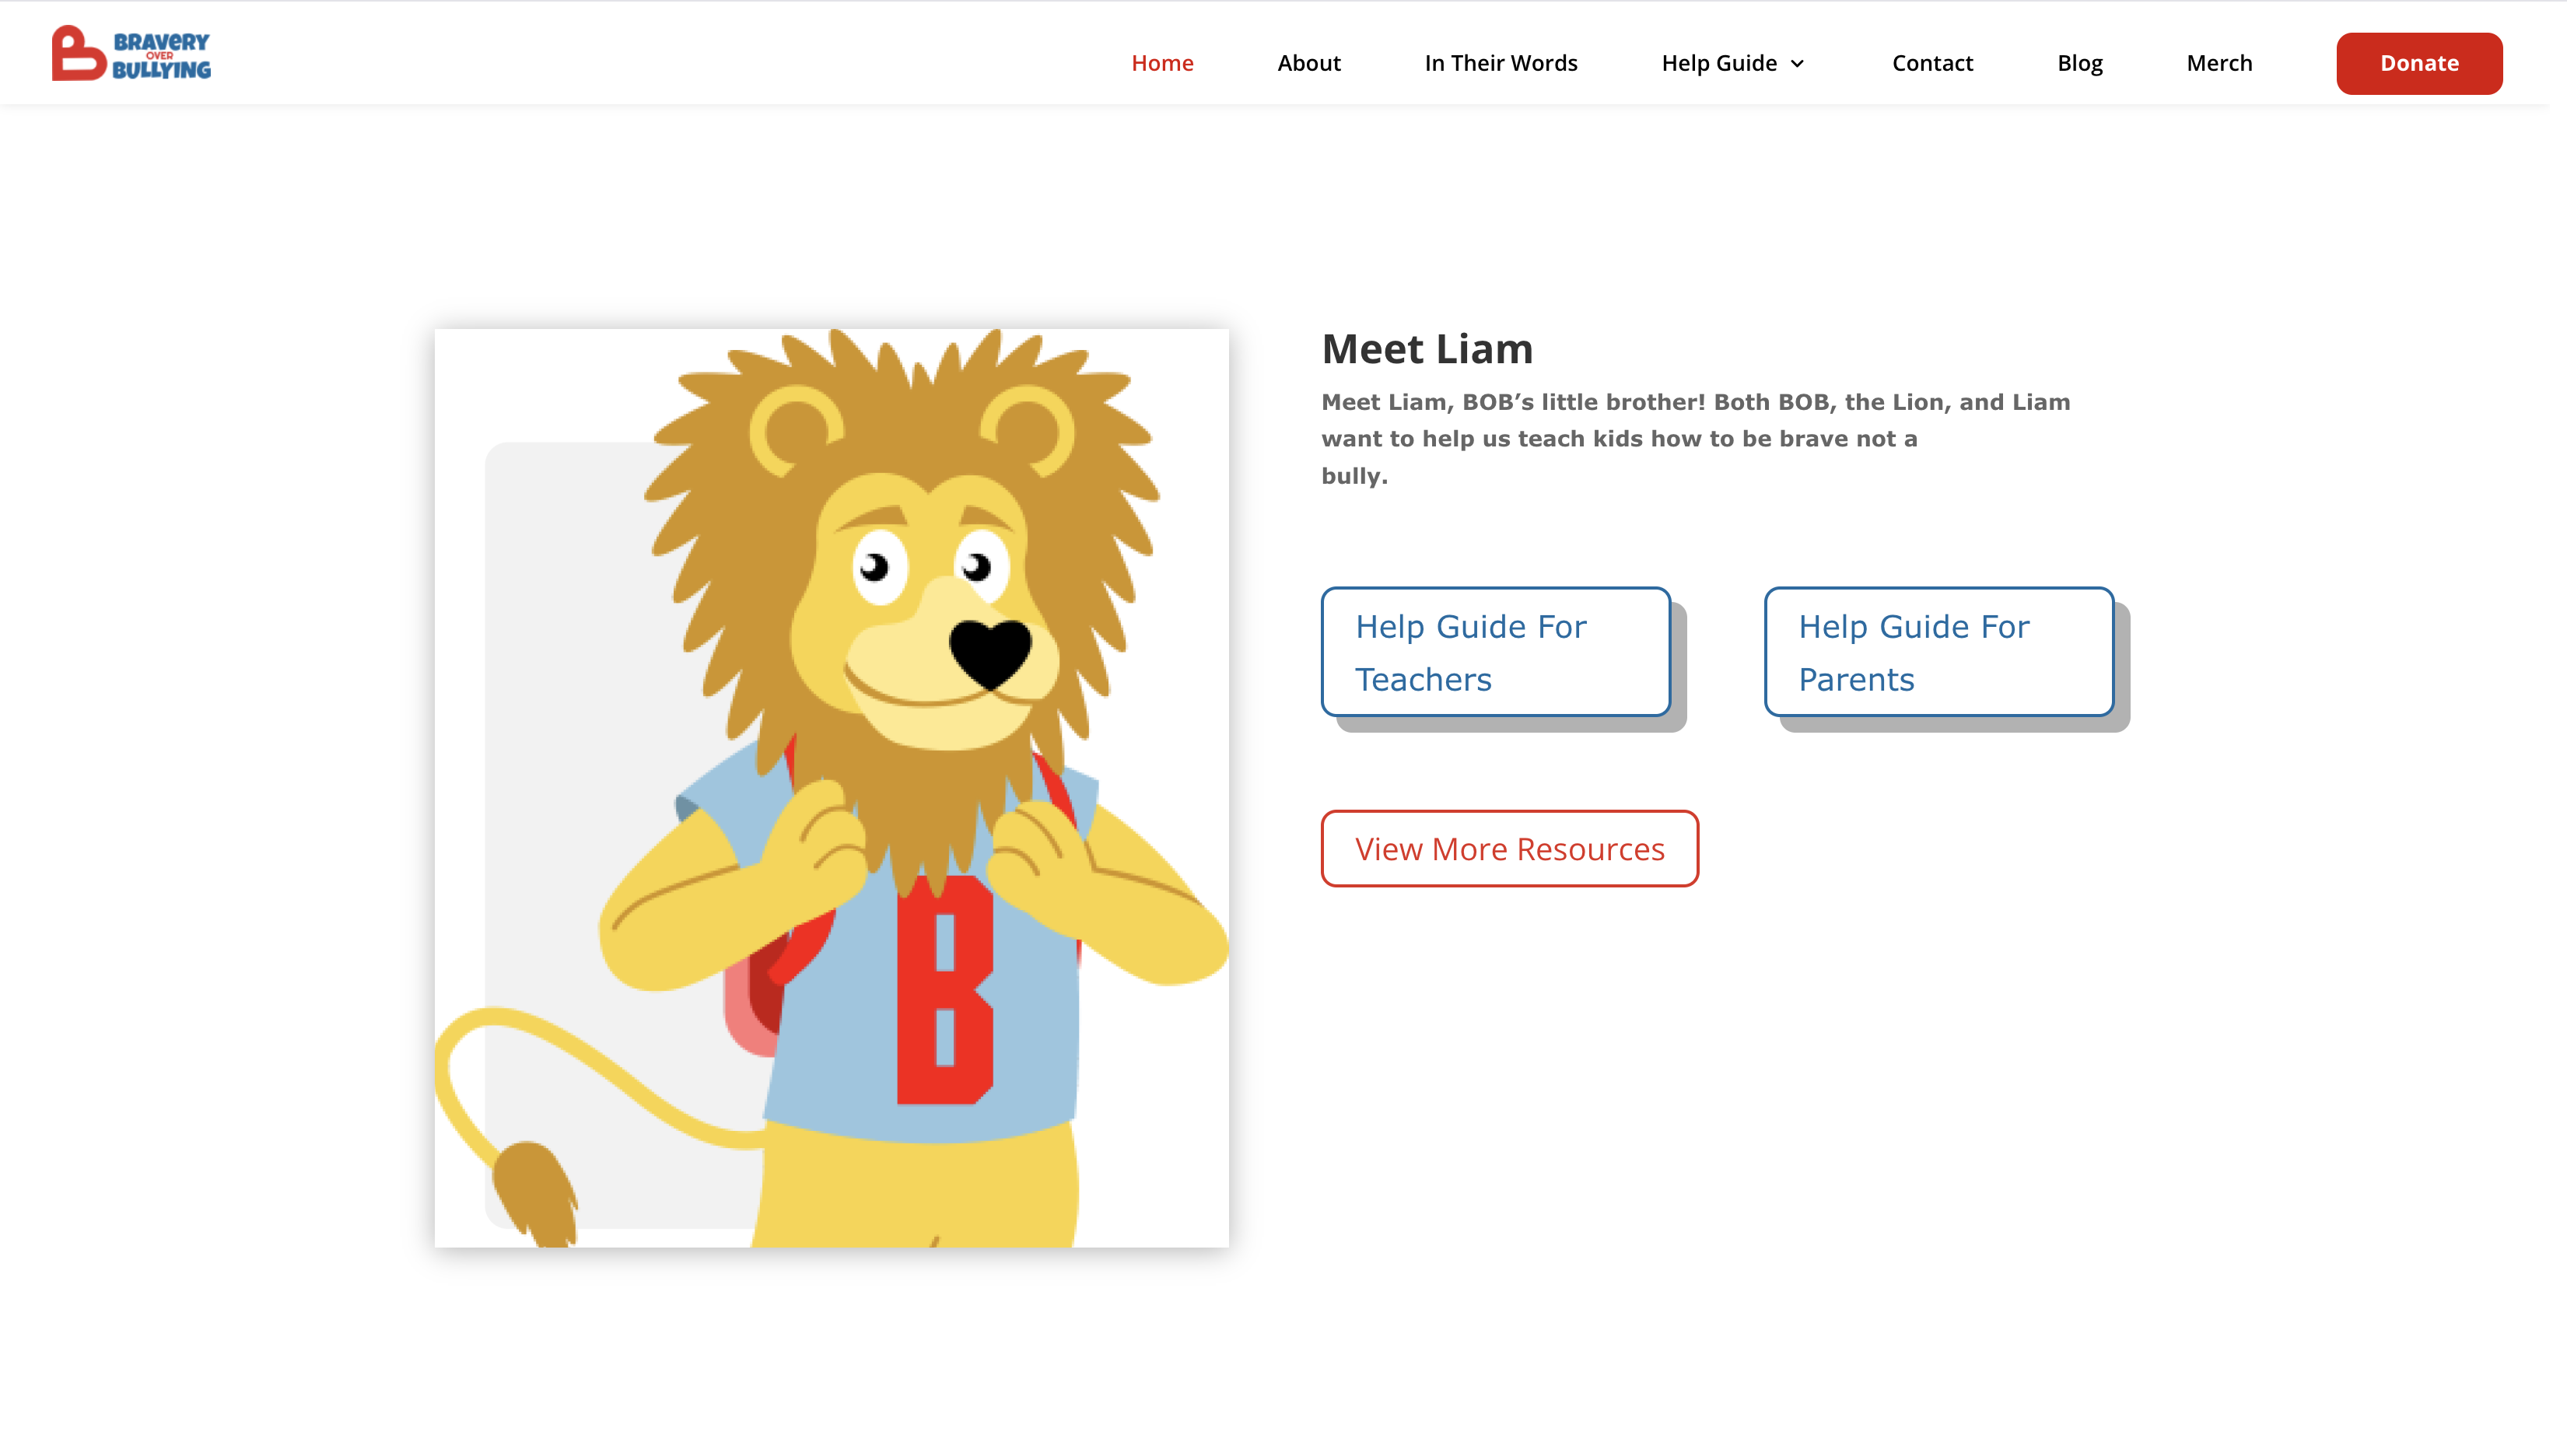 BRAVERY
OVER
BULLYING
Home About In Their Words Help Guide Contact Blog Merch Donate
Meet Liam
Meet Liam, BOB’s little brother! Both BOB, the Lion, and Liam
want to help us teach kids how to be brave not a
bully.
Help Guide For
Teachers
Help Guide For
Parents
View More Resources
B